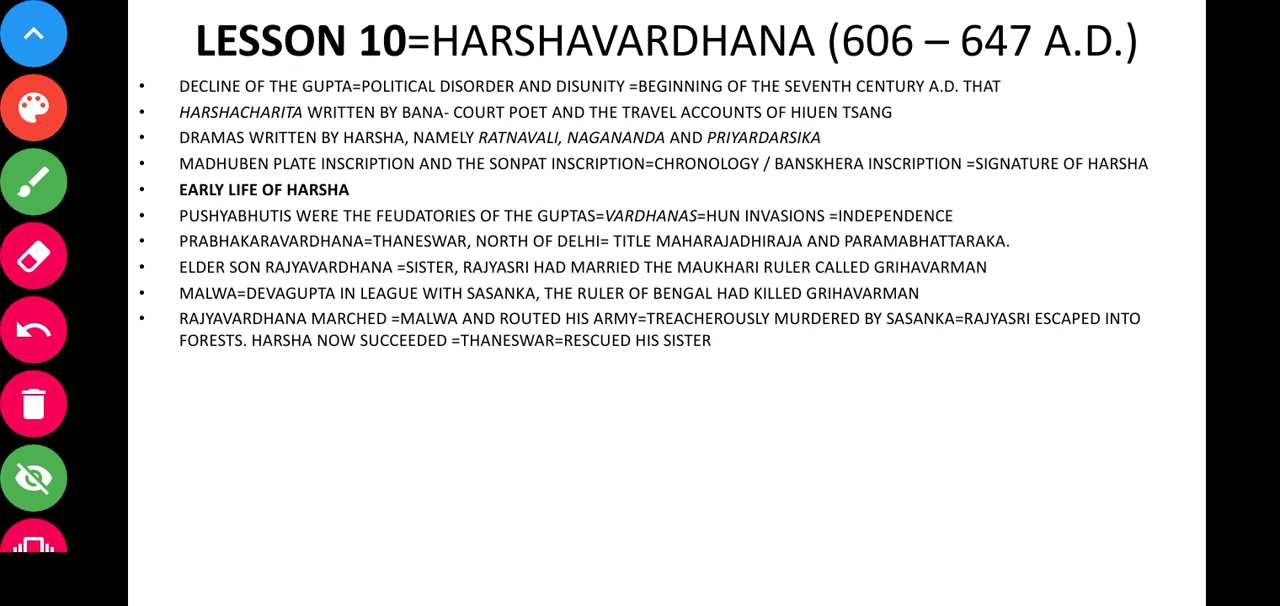 LESSON 10=HARSHAVARDHANA (606 – 647 A.D.)
• DECLINE OF THE GUPTA=POLITICAL DISORDER AND DISUNITY =BEGINNING OF THE SEVENTH CENTURY A.D. THAT
• HARSHACHARITA WRITTEN BY BANA- COURT POET AND THE TRAVEL ACCOUNTS OF HIUEN TSANG
• DRAMAS WRITTEN BY HARSHA, NAMELY RATNAVALI, NAGANANDA AND PRIYARDARSIKA
• MADHUBEN PLATE INSCRIPTION AND THE SONPAT INSCRIPTION=CHRONOLOGY / BANSKHERA INSCRIPTION =SIGNATURE OF HARSHA
• EARLY LIFE OF HARSHA
• PUSHYABHUTIS WERE THE FEUDATORIES OF THE GUPTAS=VARDHANAS=HUN INVASIONS =INDEPENDENCE
• PRABHAKARAVARDHANA=THANESWAR, NORTH OF DELHI= TITLE MAHARAJADHIRAJA AND PARAMABHATTARAKA.
• ELDER SON RAJYAVARDHANA =SISTER, RAJYASRI HAD MARRIED THE MAUKHARI RULER CALLED GRIHAVARMAN
• MALWA=DEVAGUPTA IN LEAGUE WITH SASANKA, THE RULER OF BENGAL HAD KILLED GRIHAVARMAN
• RAJYAVARDHANA MARCHED =MALWA AND ROUTED HIS ARMY=TREACHEROUSLY MURDERED BY SASANKA=RAJYASRI ESCAPED INTO
FORESTS. HARSHA NOW SUCCEEDED =THANESWAR=RESCUED HIS SISTER